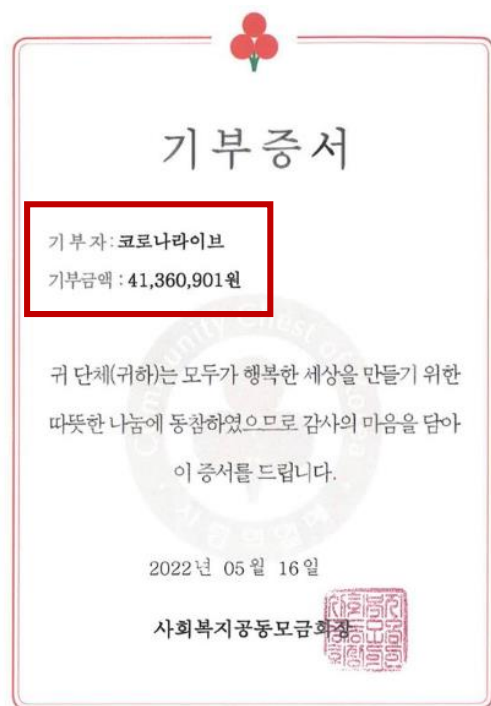 기부증서
기 부 자 : 코로나라이브
기부금액 : 41,360,901원
귀 단체(귀하)는 모두가 행복한 세상을 만들기 위한
따뜻한 나눔에 동참하였으므로 감사의 마음을 담아
이 증서를 드립니다.
2022년 05월 16일
사회복지공동모금회장